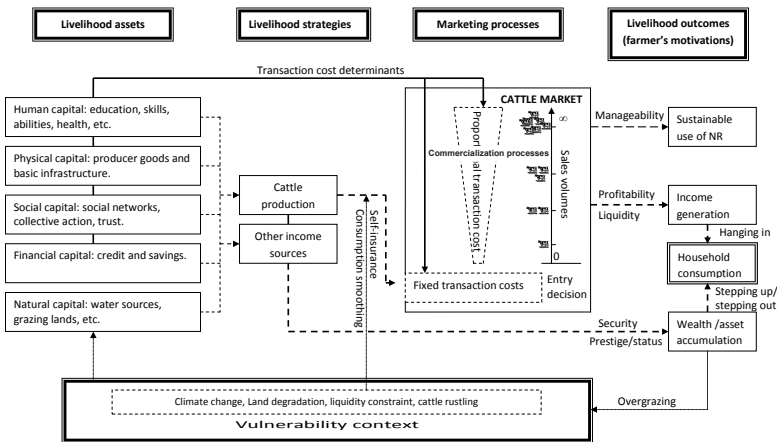 Livelihood assets
Livelihood strategies
Marketing processes
Livelihood outcomes
(farmer's motivations)
Transaction cost determinants
Human capital: education, skills,
abilities, health, etc.
Physical capital: producer goods and
basic infrastructure.
Social capital: social networks,
collective action, trust.
Financial capital: credit and savings.
Natural capital: water sources,
grazing lands, etc.
Cattle
production
Other income
sources
Self-insurance
Consumption smoothing
CATTLE MARKET
∞
Commercialization processes
Sales volumes
0
Fixed transaction costs
Entry
decision
Manageability
Sustainable
use of NR
Profitability
Liquidity
Income
generation
Hanging in
Household
consumption
Stepping up/
stepping out
Security
Prestige/status
Wealth /asset
accumulation
Overgrazing
Climate change, Land degradation, liquidity constraint, cattle rustling
Vulnerability context